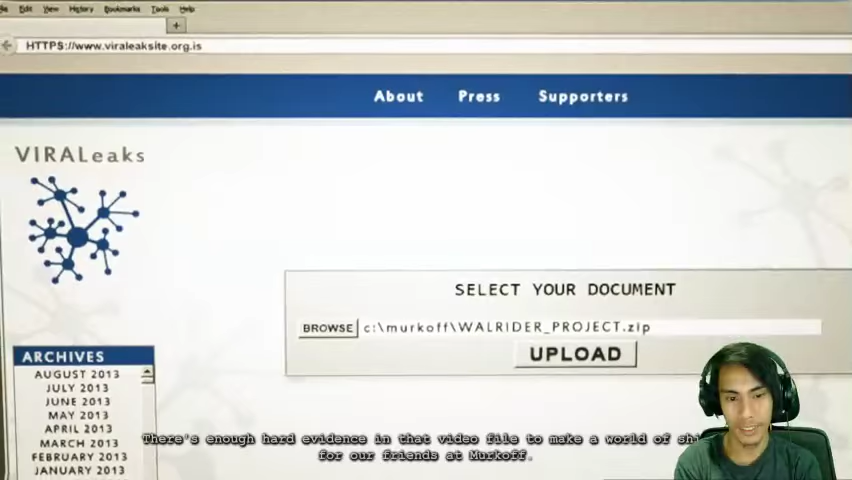 File Edit View History Bookmarks Tools Help
+
HTTPS://www.viraleaksite.org.is
About Press Supporters
VIRALeaks
SELECT YOUR DOCUMENT
BROWSE c:\murkoff\WALRIDER_PROJECT.zip
UPLOAD
ARCHIVES
AUGUST 2013
JULY 2013
JUNE 2013
MAY 2013
APRIL 2013
MARCH 2013
FEBRUARY 2013
JANUARY 2013
There's enough hard evidence in that video file to make a world of
for our friends at Murkoff.